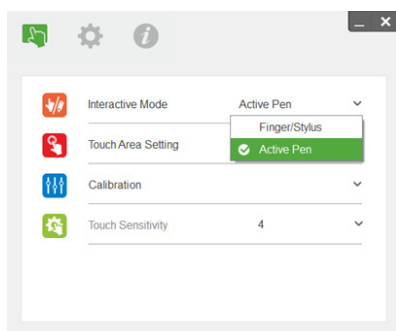 Interactive Mode Active Pen
Finger/Stylus
Touch Area Setting
Active Pen
Calibration
Touch Sensitivity 4